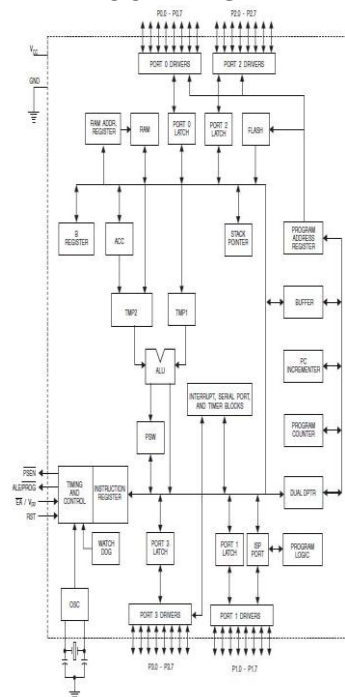 P0.0 - P0.7
P2.0 - P2.7
V_CC
PORT 0 DRIVERS
PORT 2 DRIVERS
GND
RAM ADDR.
REGISTER
RAM
PORT 0
LATCH
PORT 2
LATCH
FLASH
B
REGISTER
ACC
STACK
POINTER
PROGRAM
ADDRESS
REGISTER
TMP2
TMP1
BUFFER
ALU
PC
INCREMENTER
INTERRUPT, SERIAL PORT,
AND TIMER BLOCKS
PSW
PROGRAM
COUNTER
PSEN
ALE/PROG
EA / V_PP
RST
TIMING
AND
CONTROL
INSTRUCTION
REGISTER
DUAL DPTR
WATCH
DOG
PORT 3
LATCH
PORT 1
LATCH
ISP
PORT
PROGRAM
LOGIC
OSC
PORT 3 DRIVERS
PORT 1 DRIVERS
P3.0 - P3.7
P1.0 - P1.7